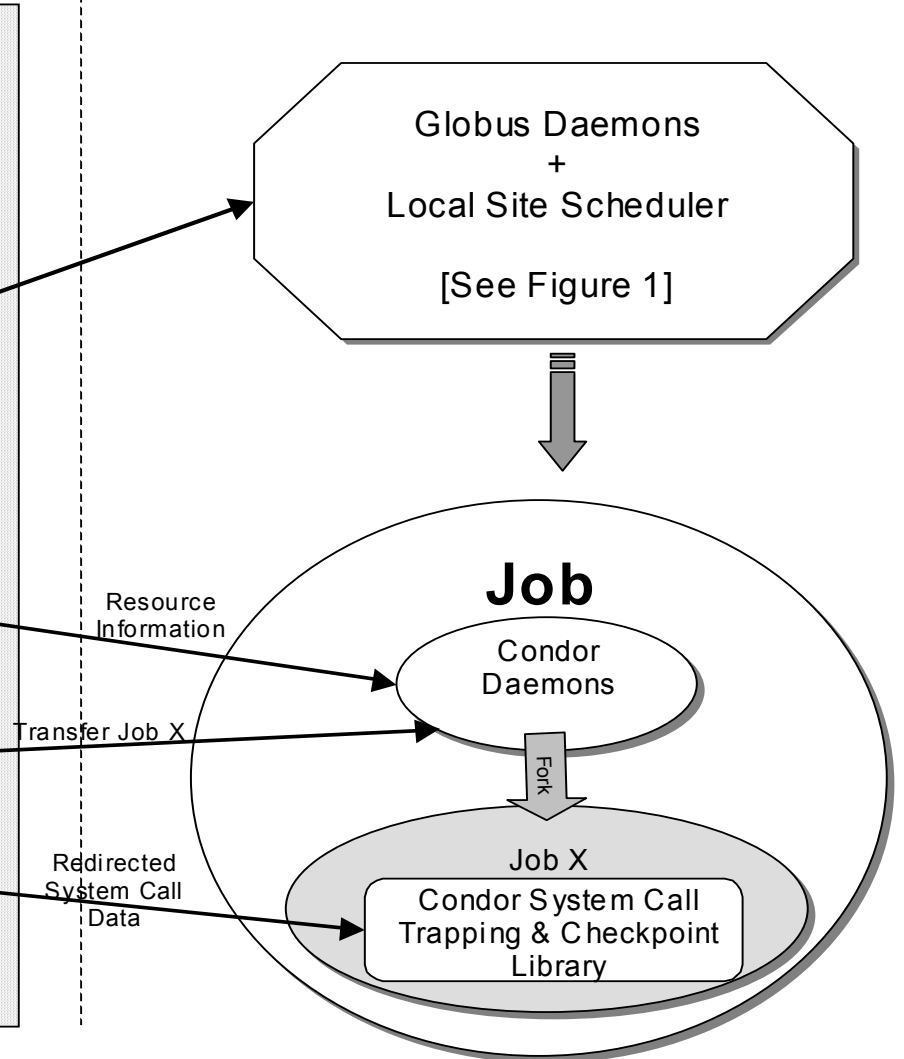 Globus Daemons
+
Local Site Scheduler
[See Figure 1]
Job
Resource
Information
Condor
Daemons
Transfer Job X
Fork
Job X
Redirected
System Call
Data
Condor System Call
Trapping & Checkpoint
Library